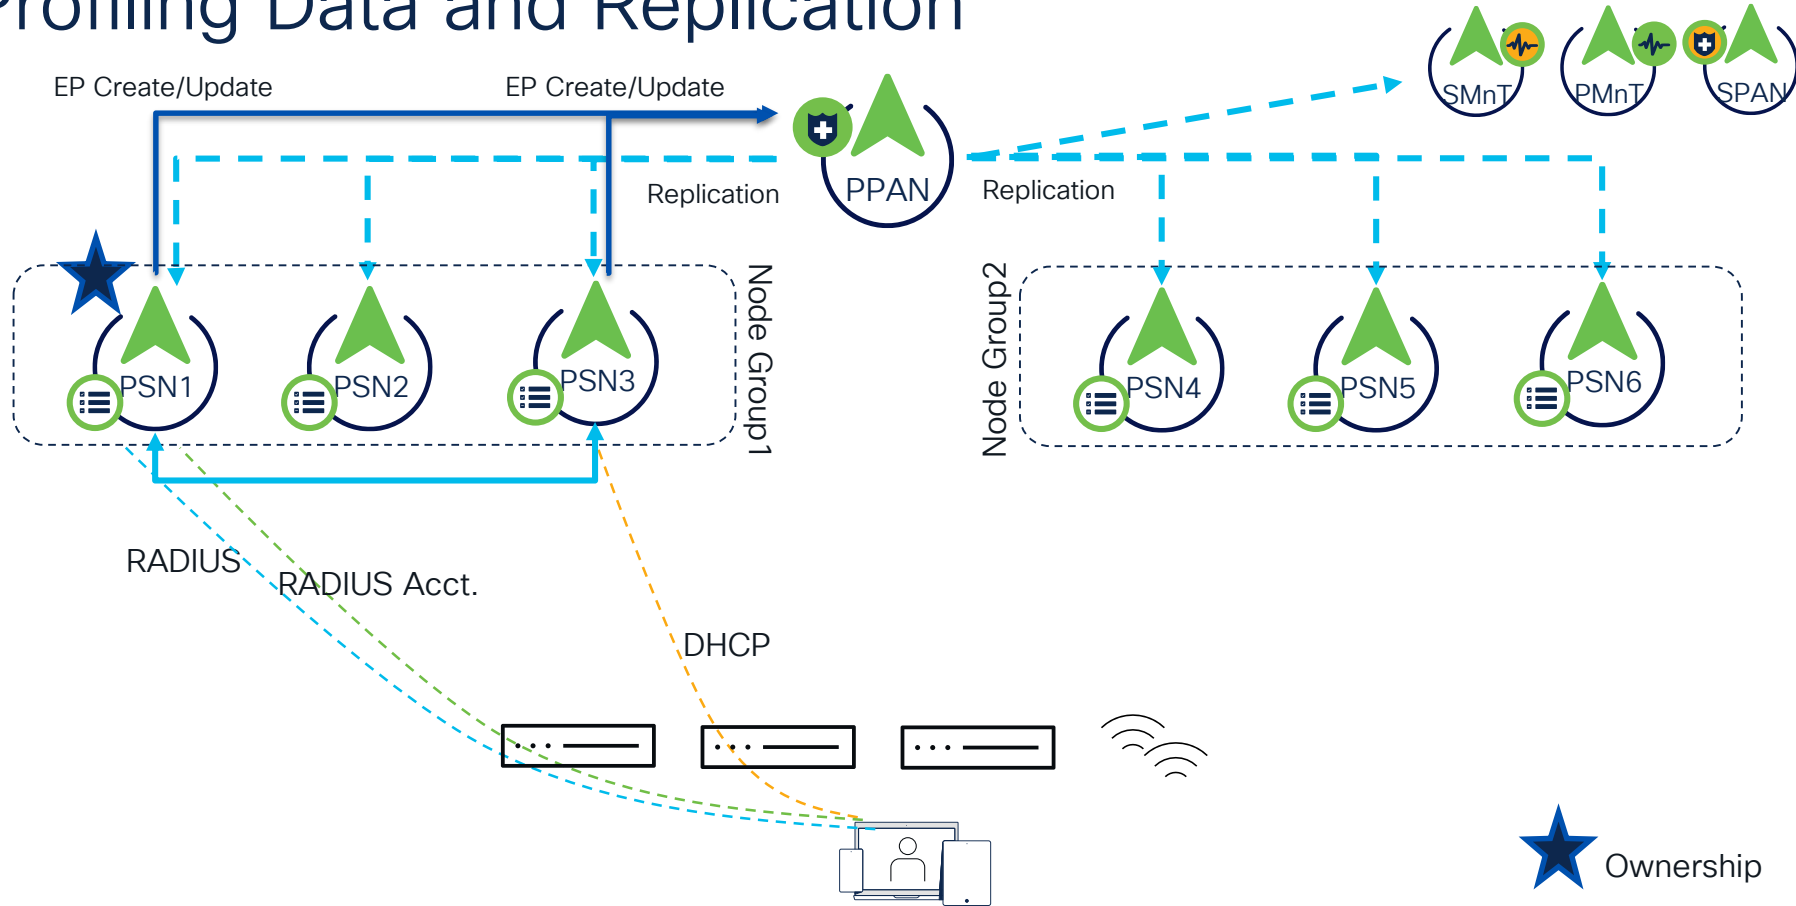 Profiling Data and Replication
EP Create/Update
EP Create/Update
SMnT
PMnT
SPAN
PPAN
Replication
Replication
Node Group1
Node Group2
PSN1
PSN2
PSN3
PSN4
PSN5
PSN6
RADIUS
RADIUS Acct.
DHCP
Ownership